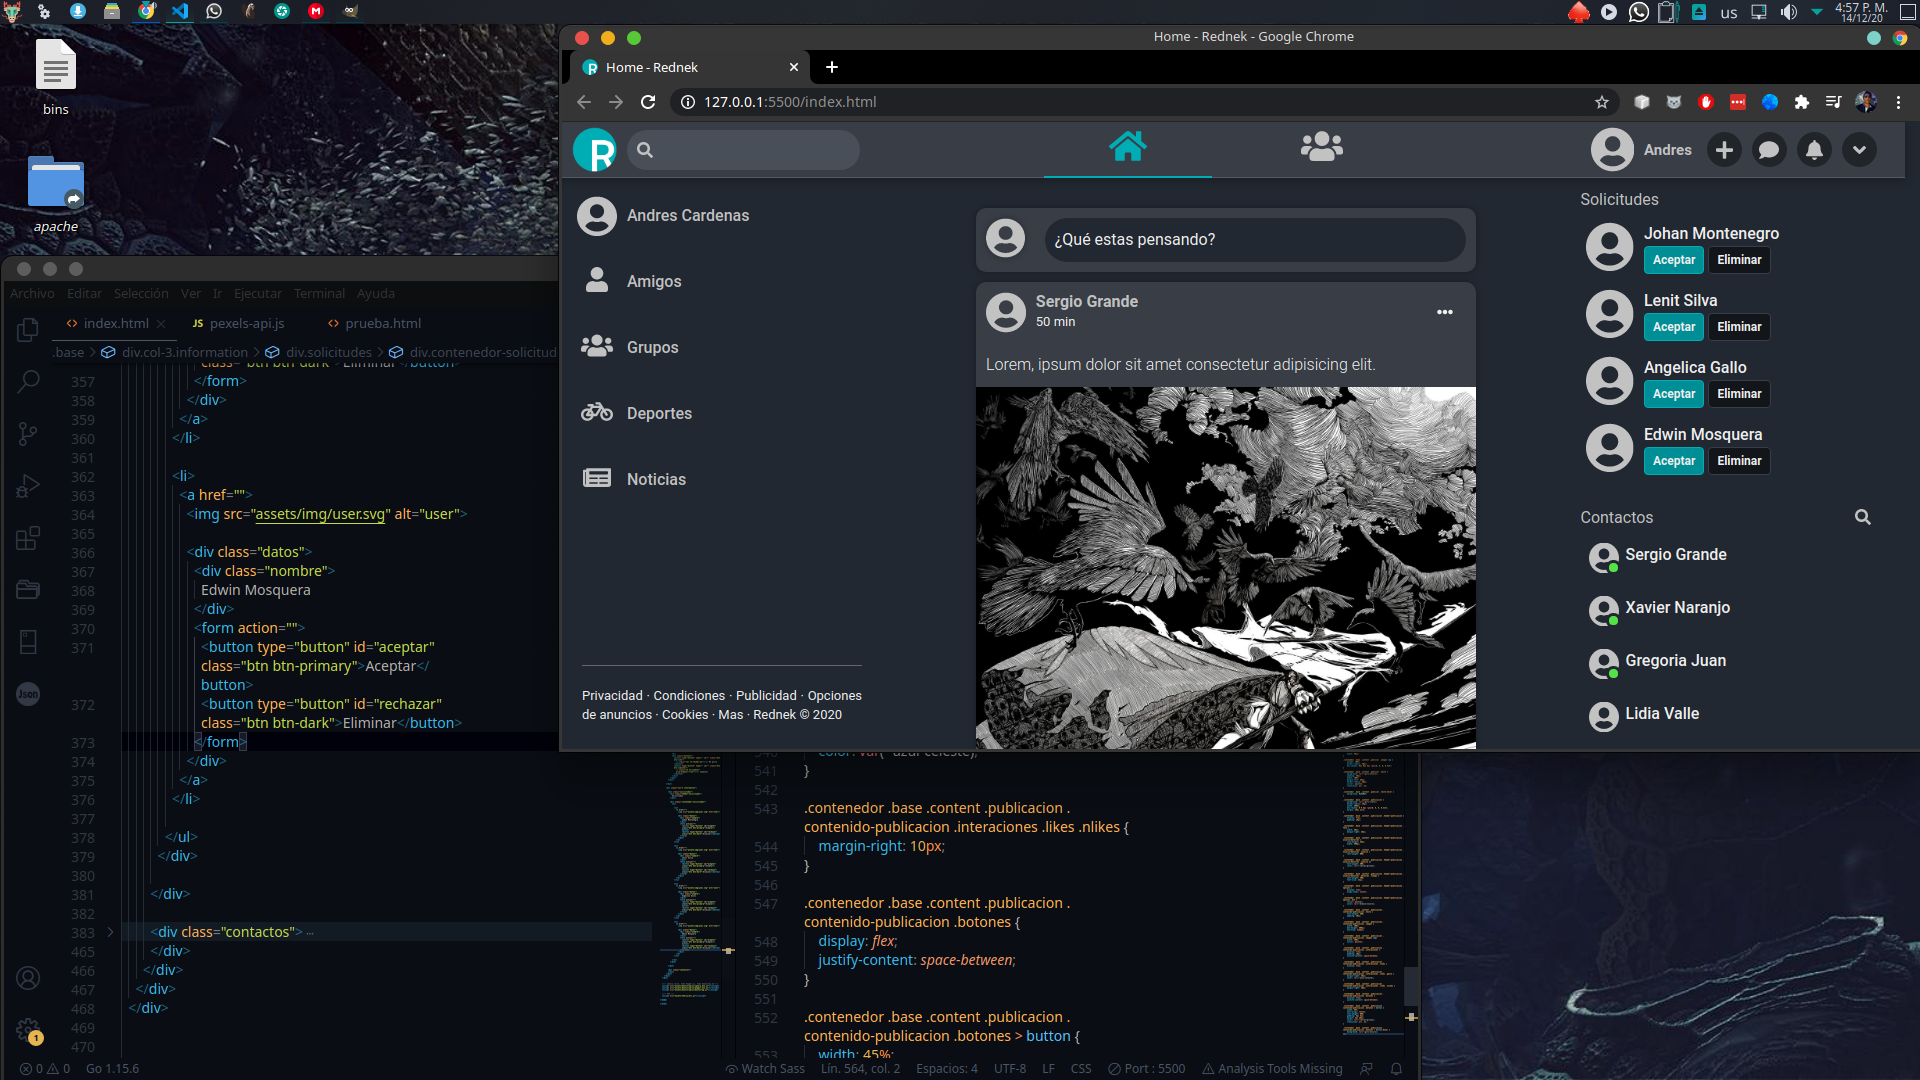 us
4:57 P. M.
14/12/20
bins
apache
Home - Rednek - Google Chrome
Home - Rednek
127.0.0.1:5500/index.html
R
Andres
Andres Cardenas
Amigos
Grupos
Deportes
Noticias
Privacidad · Condiciones · Publicidad · Opciones
de anuncios · Cookies · Mas · Rednek © 2020
¿Qué estas pensando?
Sergio Grande
50 min
Lorem, ipsum dolor sit amet consectetur adipisicing elit.
Solicitudes
Johan Montenegro
Aceptar Eliminar
Lenit Silva
Aceptar Eliminar
Angelica Gallo
Aceptar Eliminar
Edwin Mosquera
Aceptar Eliminar
Contactos
Sergio Grande
Xavier Naranjo
Gregoria Juan
Lidia Valle
Archivo Editar Selección Ver Ir Ejecutar Terminal Ayuda
<> index.html JS pexels-api.js <> prueba.html
.base > div.col-3.information > div.solicitudes > div.contenedor-solicitud
class="btn btn-dark">Eliminar</button>
357 </form>
358 </div>
359 </a>
360 </li>
361
362 <li>
363 <a href="">
364 <img src="assets/img/user.svg" alt="user">
365
366 <div class="datos">
367 <div class="nombre">
368 Edwin Mosquera
369 </div>
370 <form action="">
371 <button type="button" id="aceptar"
class="btn btn-primary">Aceptar</
button>
372 <button type="button" id="rechazar"
class="btn btn-dark">Eliminar</button>
373 </form>
374 </div>
375 </a>
376 </li>
377
378 </ul>
379 </div>
380
381 </div>
382
383 <div class="contactos"> ...
465 </div>
466 </div>
467 </div>
468 </div>
469
470
Json
1
541 }
542
543 .contenedor .base .content .publicacion .
contenido-publicacion .interaciones .likes .nlikes {
544 margin-right: 10px;
545 }
546
547 .contenedor .base .content .publicacion .
contenido-publicacion .botones {
548 display: flex;
549 justify-content: space-between;
550 }
551
552 .contenedor .base .content .publicacion .
contenido-publicacion .botones > button {
553 width: 45%;
0 0 Go 1.15.6
Watch Sass Lín. 564, col. 2 Espacios: 4 UTF-8 LF CSS Port : 5500 Analysis Tools Missing